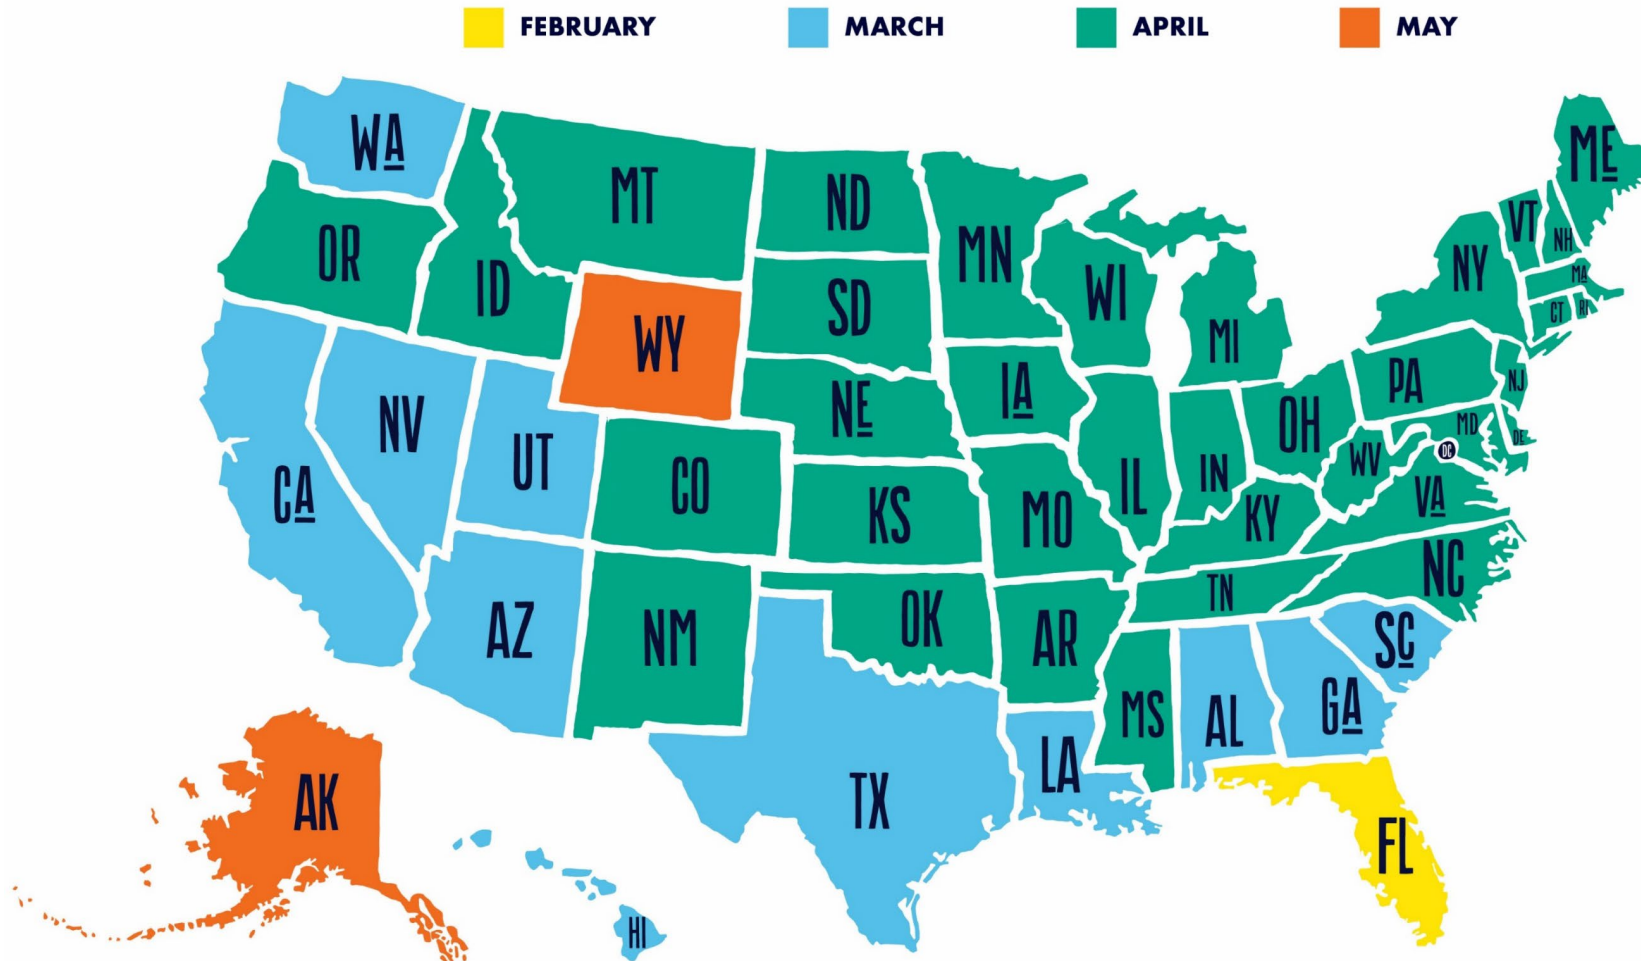 FEBRUARY MARCH APRIL MAY
WA
ME
MT
ND
VT
OR
MN
NH
NY
ID
WI
MA
SD
CT
RI
WY
MI
IA
PA
NJ
NE
NV
OH
MD
UT
DE
DC
WV
CO
IN
CA
IL
VA
KS
MO
KY
NC
TN
OK
AZ
NM
AR
SC
GA
MS
AL
LA
AK
TX
FL
HI